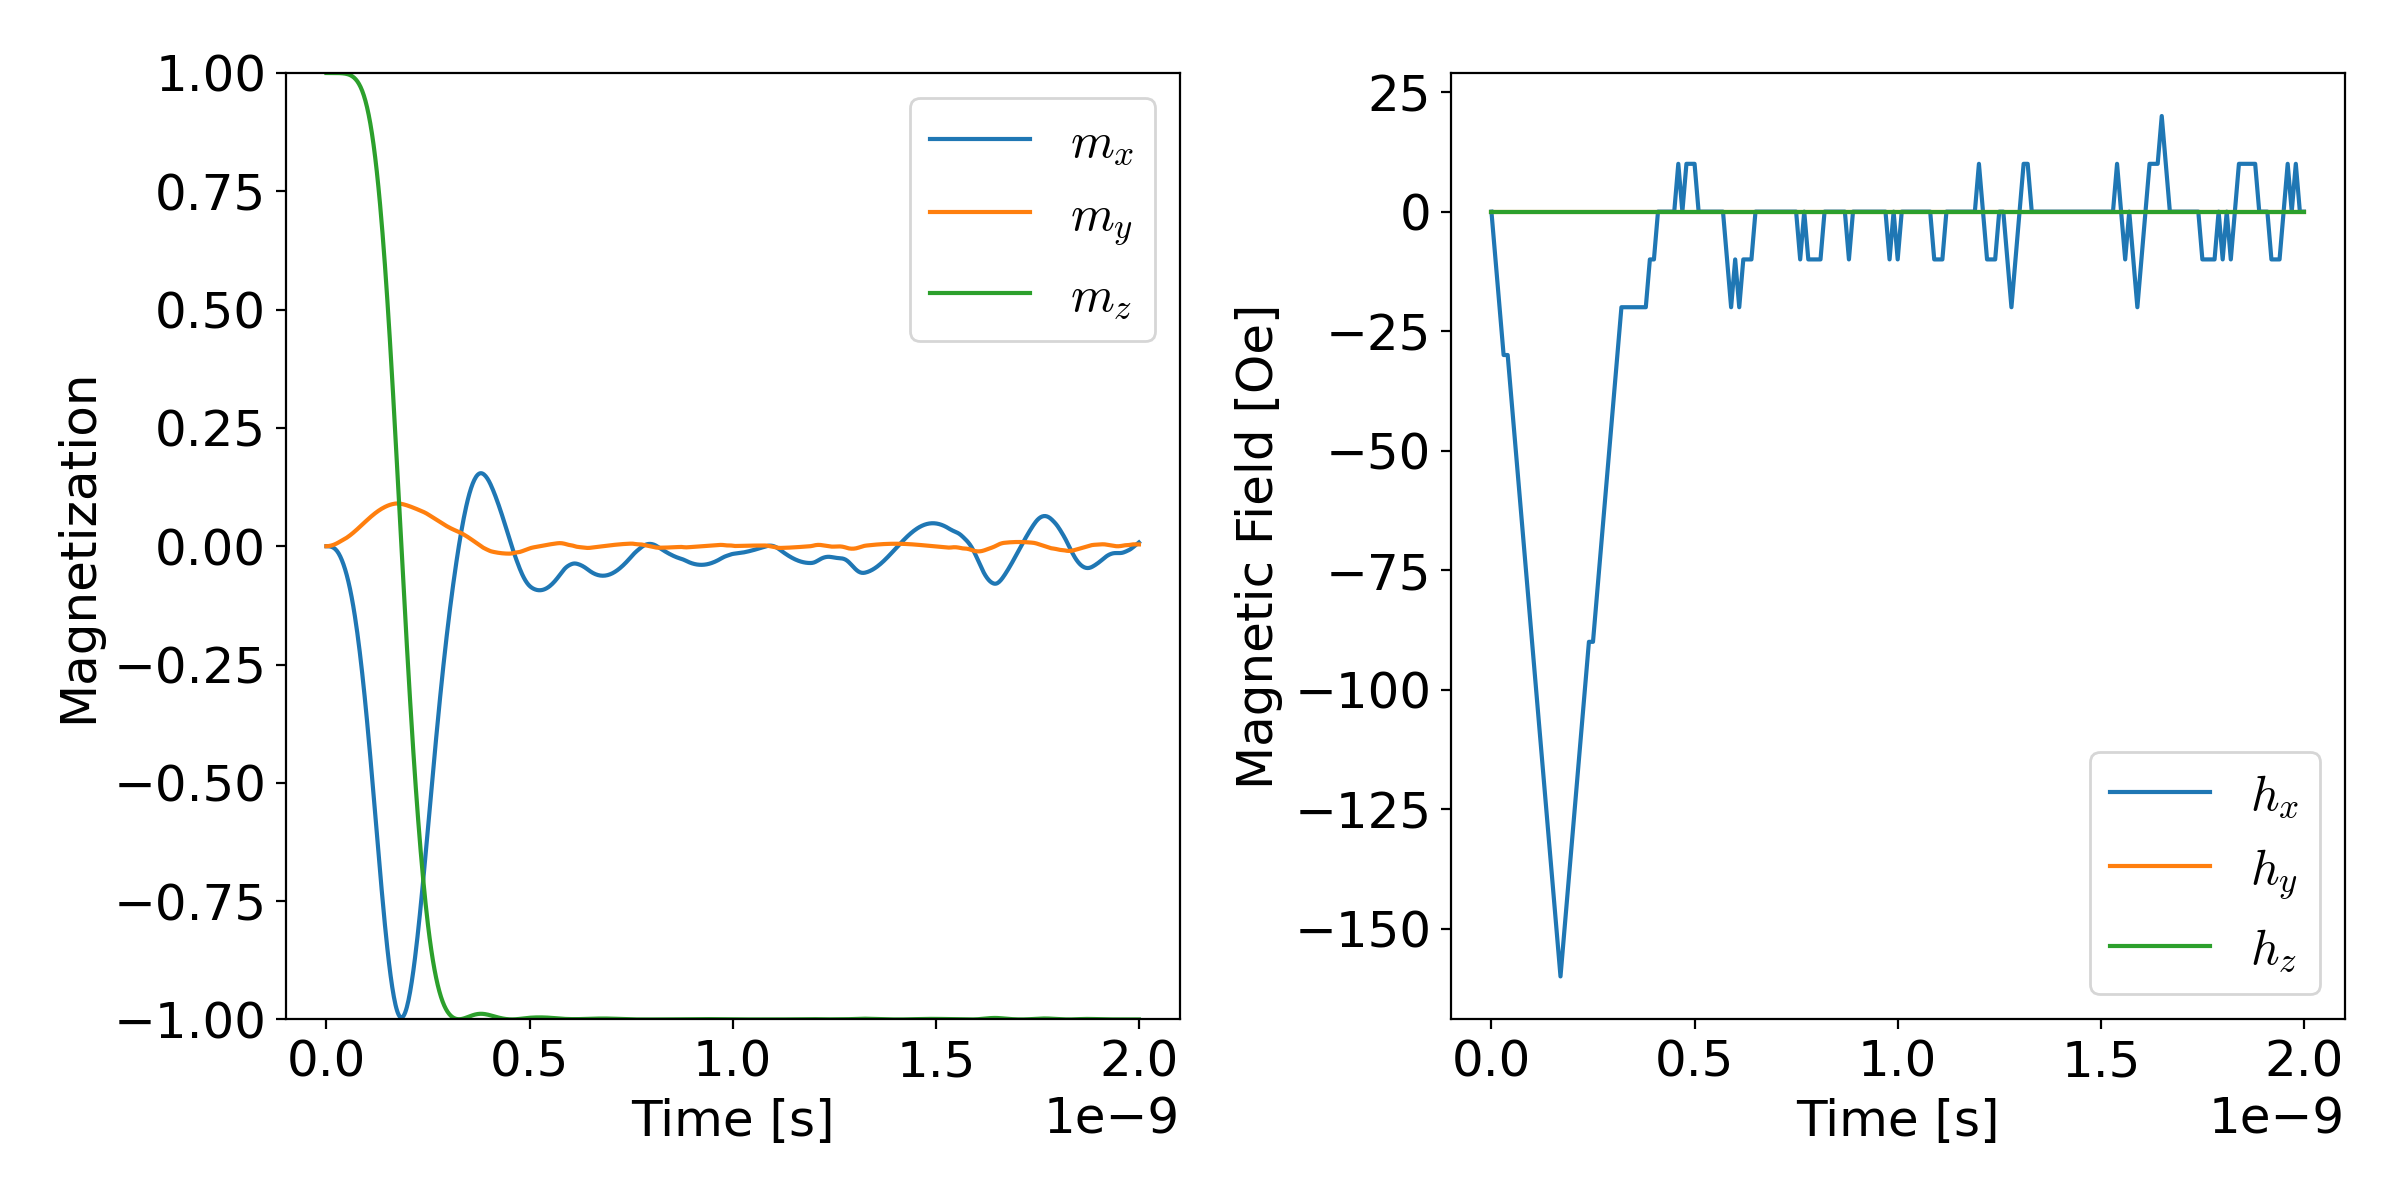 Magnetization
1.00
0.75
0.50
0.25
0.00
−0.25
−0.50
−0.75
−1.00
m_x
m_y
m_z
0.0 0.5 1.0 1.5 2.0
Time [s]
1e−9
Magnetic Field [Oe]
25
0
−25
−50
−75
−100
−125
−150
h_x
h_y
h_z
0.0 0.5 1.0 1.5 2.0
Time [s]
1e−9